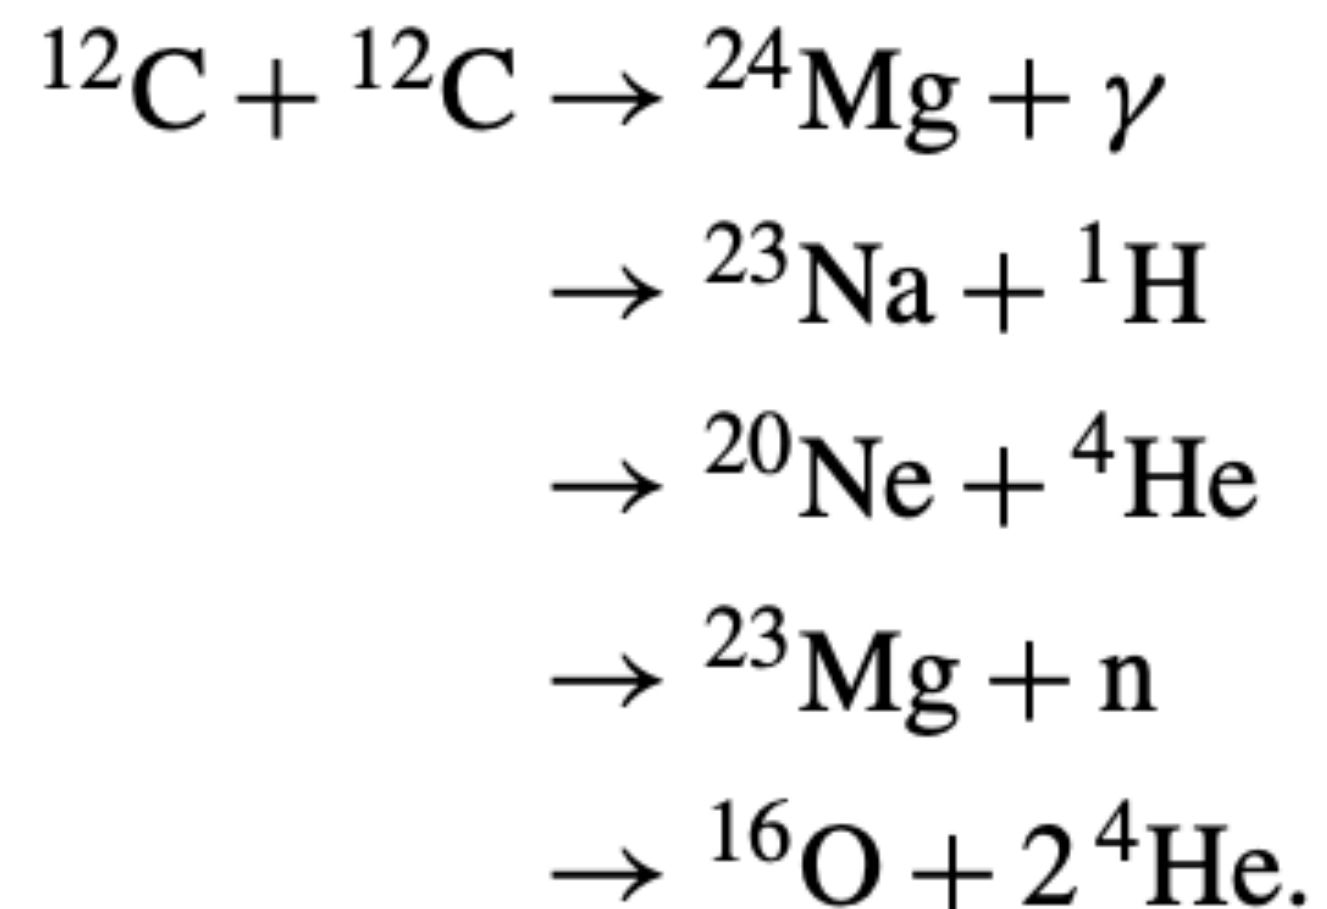 ¹²C + ¹²C → ²⁴Mg + γ
→ ²³Na + ¹H
→ ²⁰Ne + ⁴He
→ ²³Mg + n
→ ¹⁶O + 2 ⁴He.